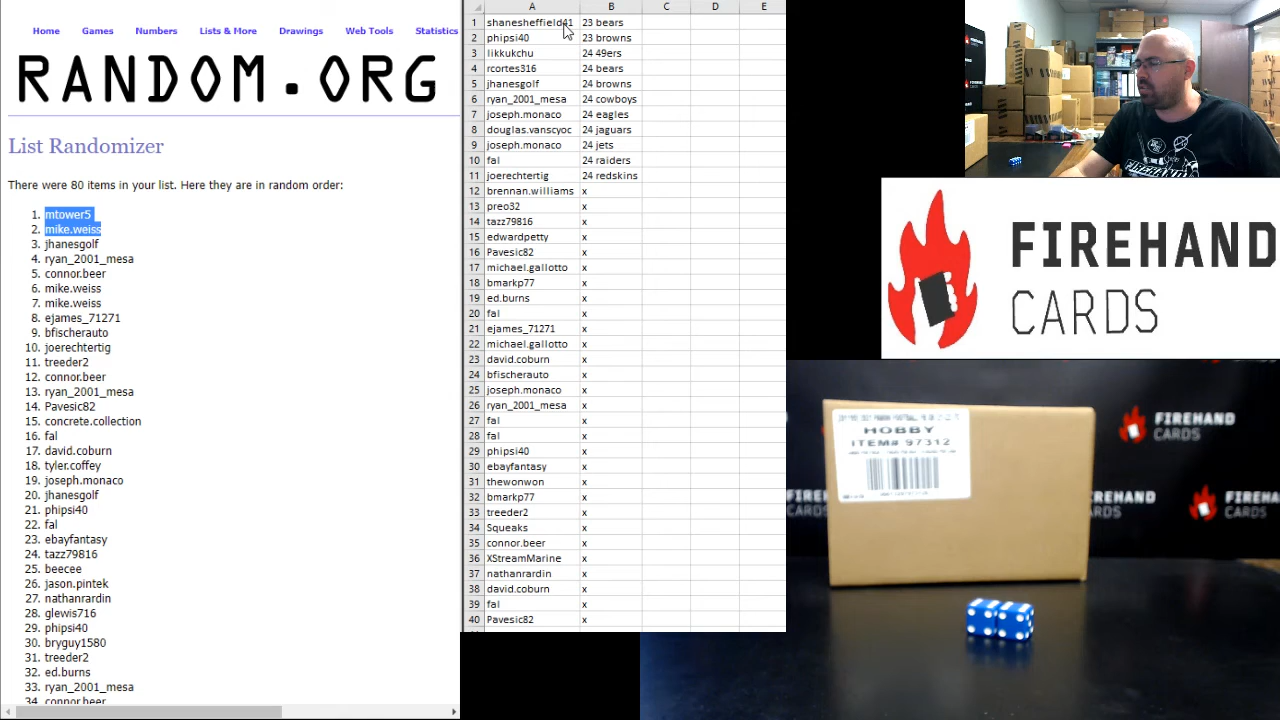 Home Games Numbers Lists & More Drawings Web Tools Statistics
RANDOM.ORG
List Randomizer
There were 80 items in your list. Here they are in random order:
1. mtower5
2. mike.weiss
3. jhanesgolf
4. ryan_2001_mesa
5. connor.beer
6. mike.weiss
7. mike.weiss
8. ejames_71271
9. bfischerauto
10. joerechtertig
11. treeder2
12. connor.beer
13. ryan_2001_mesa
14. Pavesic82
15. concrete.collection
16. fal
17. david.coburn
18. tyler.coffey
19. joseph.monaco
20. jhanesgolf
21. phipsi40
22. fal
23. ebayfantasy
24. tazz79816
25. beecee
26. jason.pintek
27. nathanrardin
28. glewis716
29. phipsi40
30. bryguy1580
31. treeder2
32. ed.burns
33. ryan_2001_mesa
34. connor.beer
A B C D E
1 shanesheffield41 23 bears
2 phipsi40 23 browns
3 likkukchu 24 49ers
4 rcortes316 24 bears
5 jhanesgolf 24 browns
6 ryan_2001_mesa 24 cowboys
7 joseph.monaco 24 eagles
8 douglas.vanscyoc 24 jaguars
9 joseph.monaco 24 jets
10 fal 24 raiders
11 joerechtertig 24 redskins
12 brennan.williams x
13 preo32 x
14 tazz79816 x
15 edwardpetty x
16 Pavesic82 x
17 michael.gallotto x
18 bmarkp77 x
19 ed.burns x
20 fal x
21 ejames_71271 x
22 michael.gallotto x
23 david.coburn x
24 bfischerauto x
25 joseph.monaco x
26 ryan_2001_mesa x
27 fal x
28 fal x
29 phipsi40 x
30 ebayfantasy x
31 thewonwon x
32 bmarkp77 x
33 treeder2 x
34 Squeaks x
35 connor.beer x
36 XStreamMarine x
37 nathanrardin x
38 david.coburn x
39 fal x
40 Pavesic82 x
FIREHAND
CARDS
HOBBY
ITEM# 97312
FIREHAND
CARDS
FIREHAND
CARDS
FIREHAND
CARDS